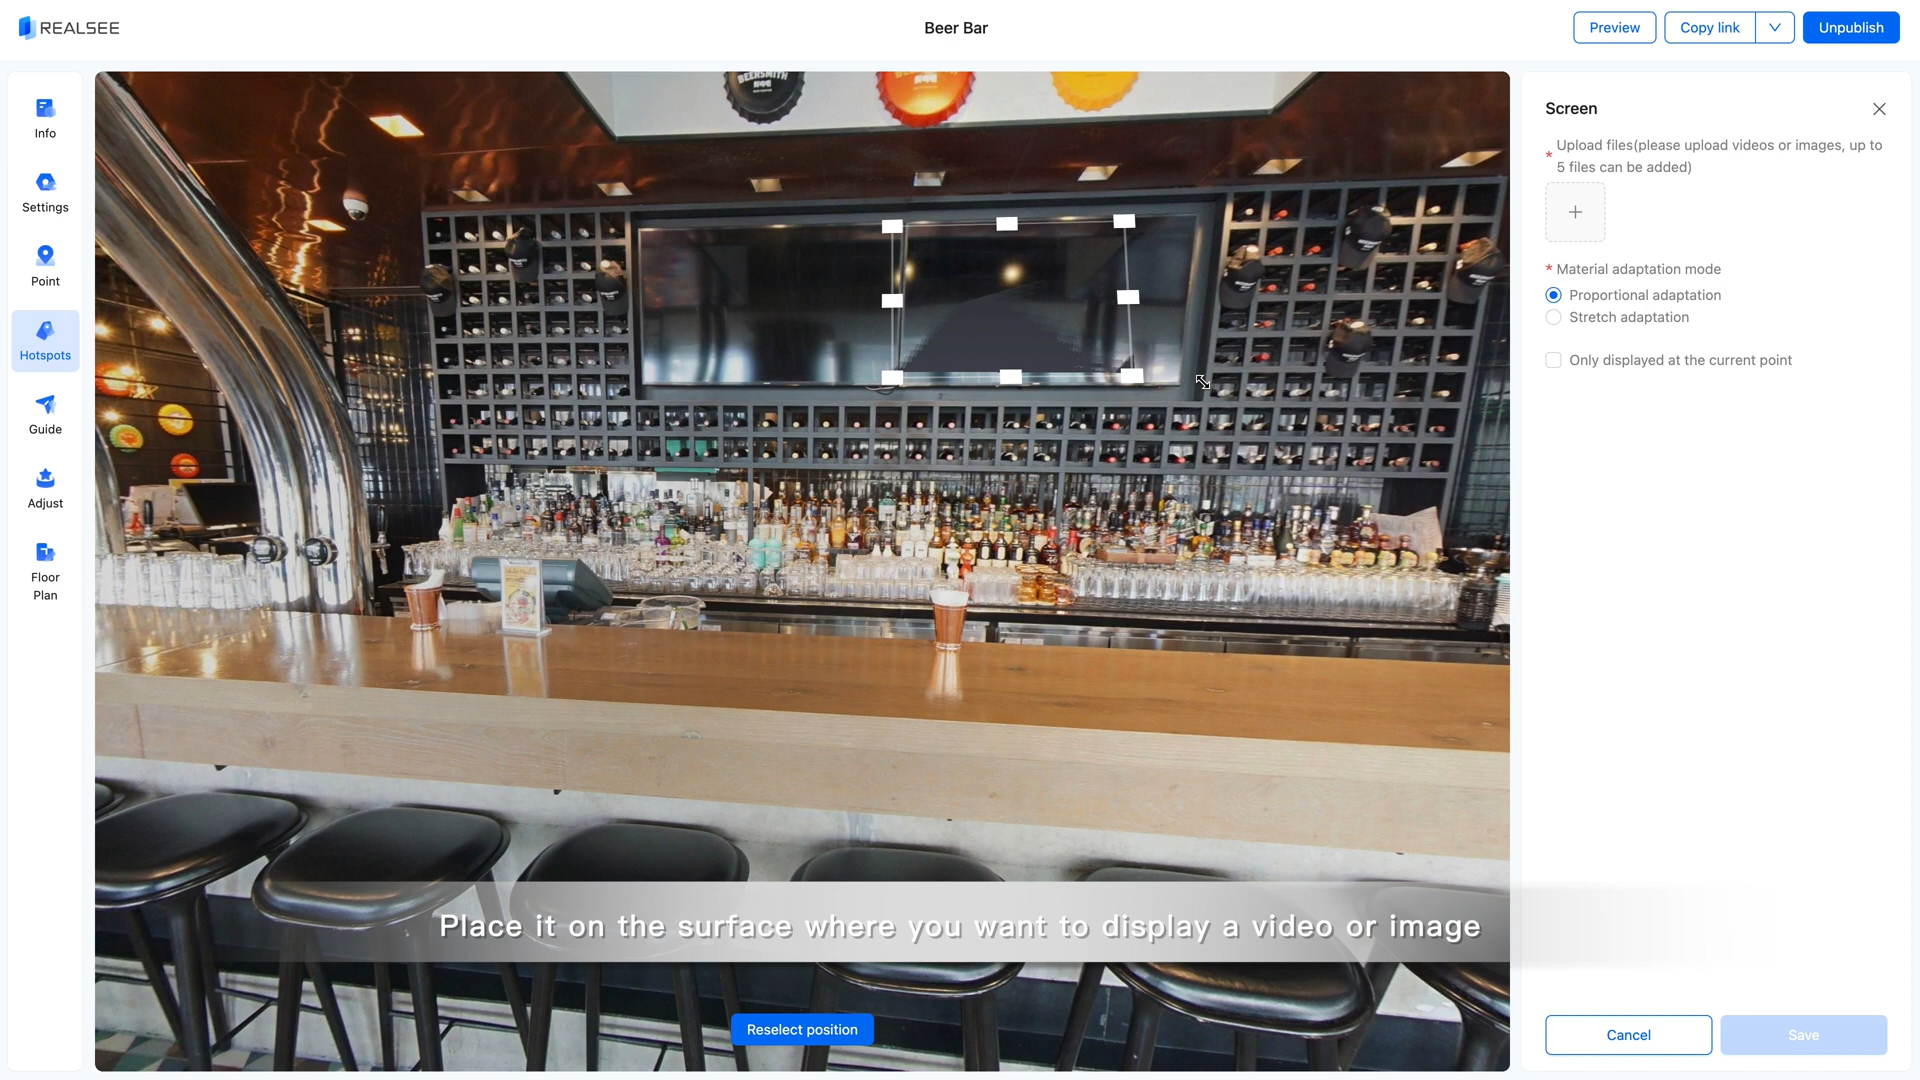 REALSEE
Beer Bar
Preview
Copy link
Unpublish
Info
Settings
Point
Hotspots
Guide
Adjust
Floor
Plan
BEERSMITH
BEERSMITH
Screen
* Upload files(please upload videos or images, up to
5 files can be added)
* Material adaptation mode
Proportional adaptation
Stretch adaptation
Only displayed at the current point
Place it on the surface where you want to display a video or image
Reselect position
Cancel
Save